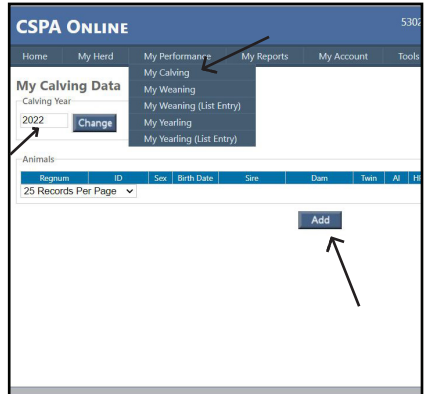 CSPA ONLINE 5302
Home My Herd My Performance My Reports My Account Tools
My Calving
My Weaning
My Weaning (List Entry)
My Yearling
My Yearling (List Entry)
My Calving Data
Calving Year
2022 Change
Animals
Regnum ID Sex Birth Date Sire Dam Twin AI
25 Records Per Page
Add